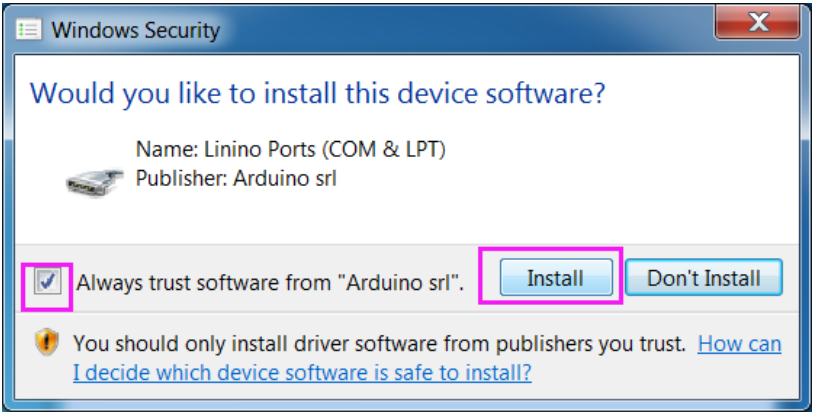 Windows Security
Would you like to install this device software?
Name: Linino Ports (COM & LPT)
Publisher: Arduino srl
Always trust software from "Arduino srl".
Install
Don't Install
You should only install driver software from publishers you trust. How can
I decide which device software is safe to install?